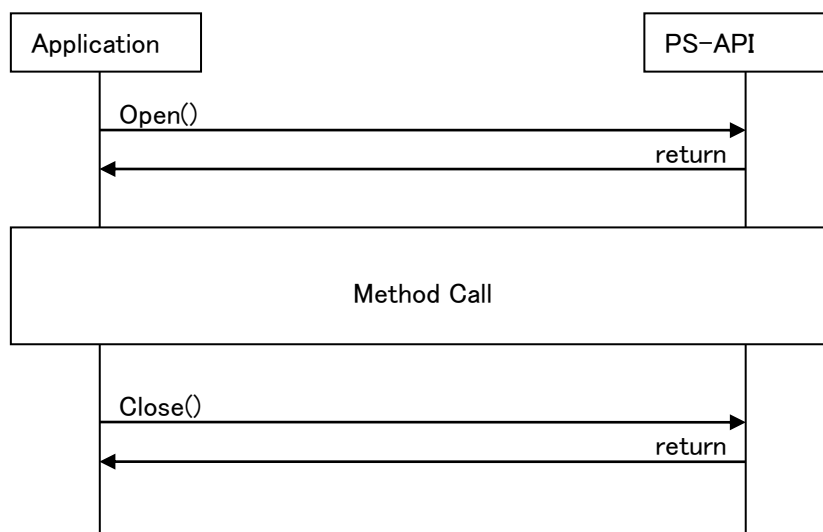 Application
PS-API
Open()
return
Method Call
Close()
return